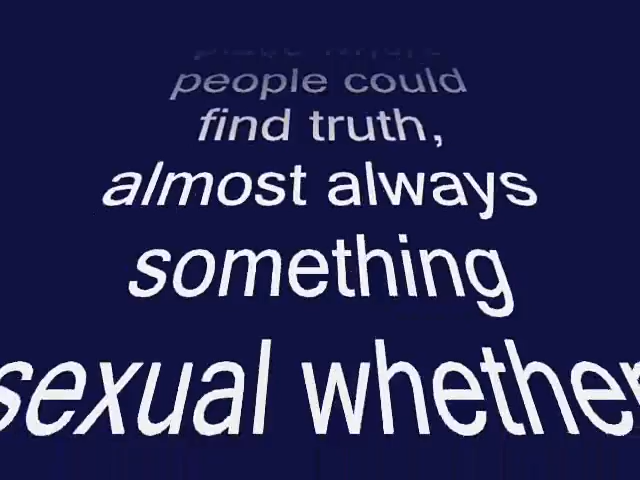 people could
find truth,
almost always
something
sexual whether